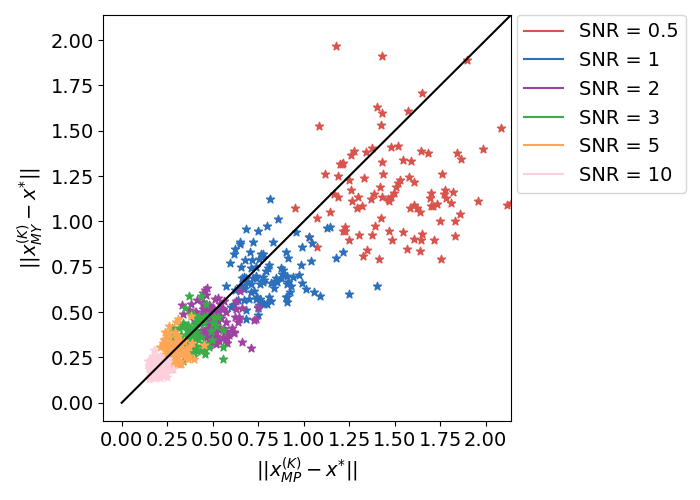 2.00
1.75
1.50
1.25
1.00
0.75
0.50
0.25
0.00
||x_{MY}^{(K)} − x*||
0.00 0.25 0.50 0.75 1.00 1.25 1.50 1.75 2.00
||x_{MP}^{(K)} − x*||
SNR = 0.5
SNR = 1
SNR = 2
SNR = 3
SNR = 5
SNR = 10